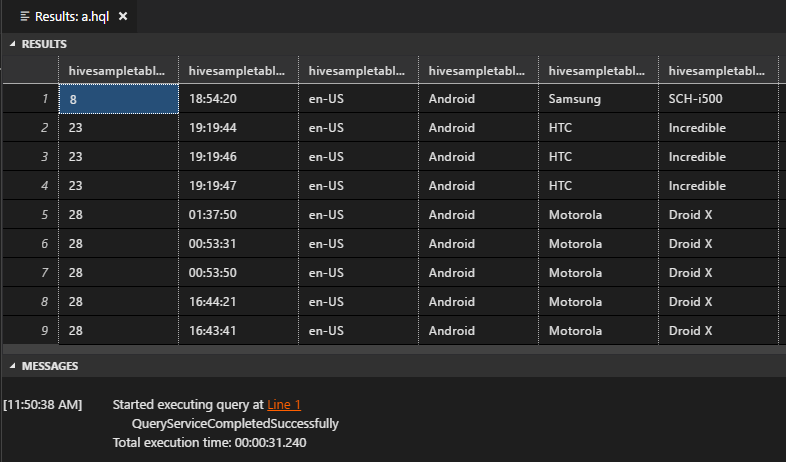 Results: a.hql
RESULTS
hivesampletabl... hivesampletabl... hivesampletabl... hivesampletabl... hivesampletabl... hivesampletabl...
1 8 18:54:20 en-US Android Samsung SCH-i500
2 23 19:19:44 en-US Android HTC Incredible
3 23 19:19:46 en-US Android HTC Incredible
4 23 19:19:47 en-US Android HTC Incredible
5 28 01:37:50 en-US Android Motorola Droid X
6 28 00:53:31 en-US Android Motorola Droid X
7 28 00:53:50 en-US Android Motorola Droid X
8 28 16:44:21 en-US Android Motorola Droid X
9 28 16:43:41 en-US Android Motorola Droid X
MESSAGES
[11:50:38 AM] Started executing query at Line 1
QueryServiceCompletedSuccessfully
Total execution time: 00:00:31.240